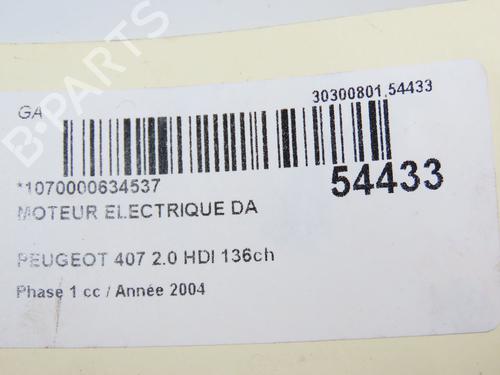 GA
30300801.54433
*1070000634537
54433
MOTEUR ELECTRIQUE DA
PEUGEOT 407 2.0 HDI 136ch
Phase 1 cc / Année 2004
B-PARTS